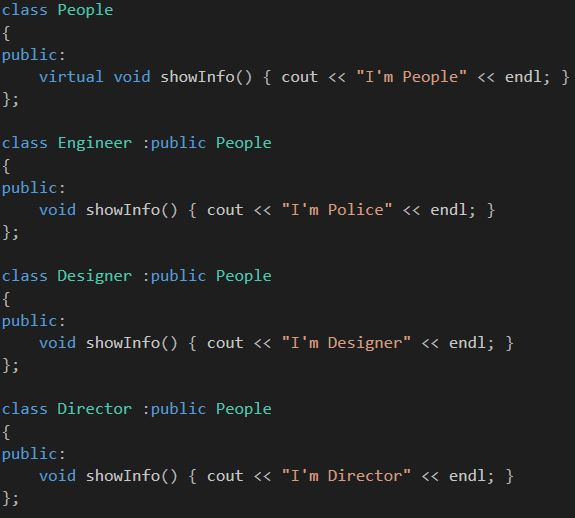 class People
{
public:
    virtual void showInfo() { cout << "I'm People" << endl; }
};

class Engineer :public People
{
public:
    void showInfo() { cout << "I'm Police" << endl; }
};

class Designer :public People
{
public:
    void showInfo() { cout << "I'm Designer" << endl; }
};

class Director :public People
{
public:
    void showInfo() { cout << "I'm Director" << endl; }
};